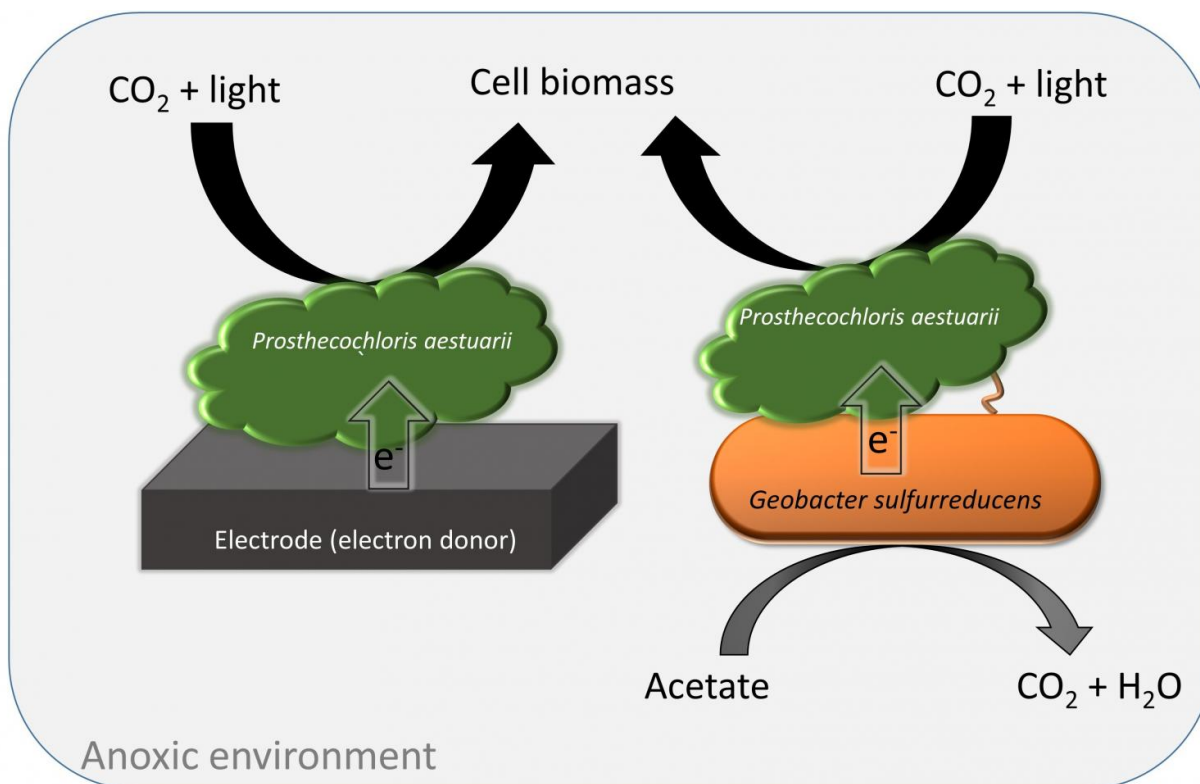 CO₂ + light
Cell biomass
CO₂ + light
Prosthecochloris aestuarii
`
Prosthecochloris aestuarii
e⁻
e⁻
Geobacter sulfurreducens
Electrode (electron donor)
Acetate
CO₂ + H₂O
Anoxic environment